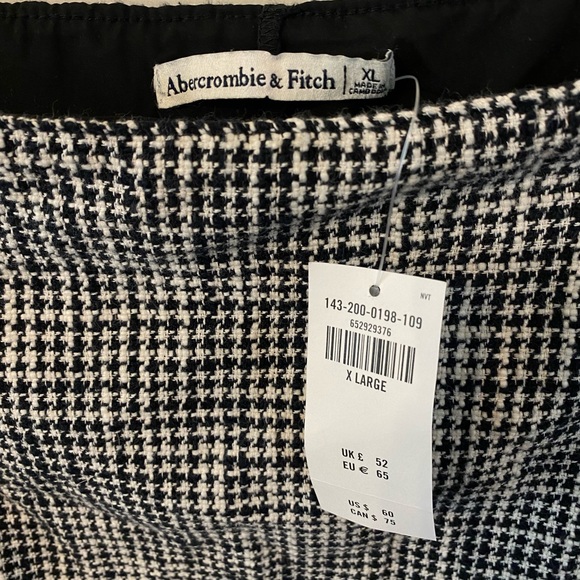 Abercrombie & Fitch
XL
MADE IN
CAMBODIA
NVT
143-200-0198-109
652929376
X LARGE
UK £ 52
EU € 65
US $ 60
CAN $ 75